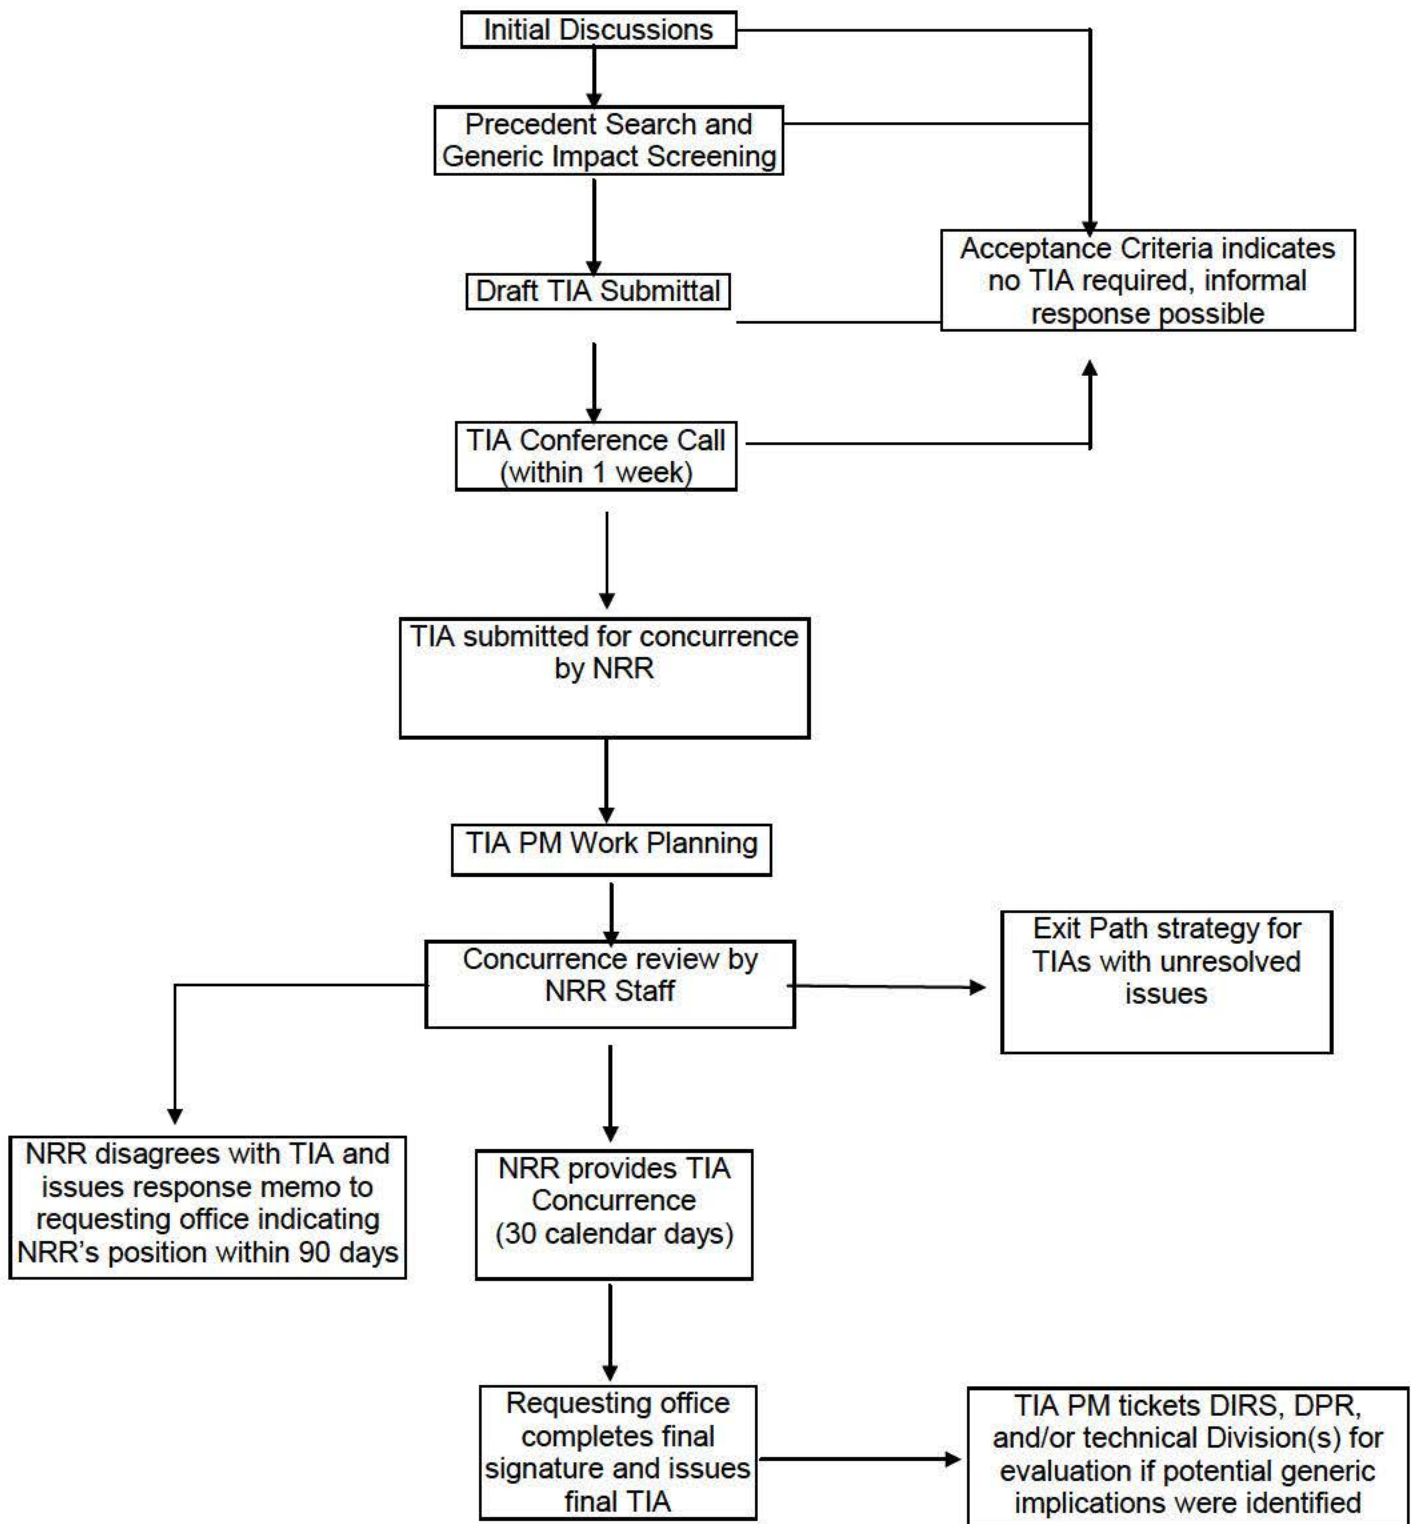 Initial Discussions
Precedent Search and
Generic Impact Screening
Acceptance Criteria indicates
no TIA required, informal
response possible
Draft TIA Submittal
TIA Conference Call
(within 1 week)
TIA submitted for concurrence
by NRR
TIA PM Work Planning
Concurrence review by
NRR Staff
Exit Path strategy for
TIAs with unresolved
issues
NRR disagrees with TIA and
issues response memo to
requesting office indicating
NRR's position within 90 days
NRR provides TIA
Concurrence
(30 calendar days)
Requesting office
completes final
signature and issues
final TIA
TIA PM tickets DIRS, DPR,
and/or technical Division(s) for
evaluation if potential generic
implications were identified